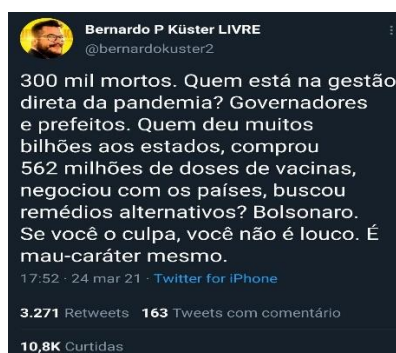 Bernardo P Küster LIVRE
@bernardokuster2
300 mil mortos. Quem está na gestão
direta da pandemia? Governadores
e prefeitos. Quem deu muitos
bilhões aos estados, comprou
562 milhões de doses de vacinas,
negociou com os países, buscou
remédios alternativos? Bolsonaro.
Se você o culpa, você não é louco. É
mau-caráter mesmo.
17:52 · 24 mar 21 · Twitter for iPhone
3.271 Retweets 163 Tweets com comentário
10,8K Curtidas